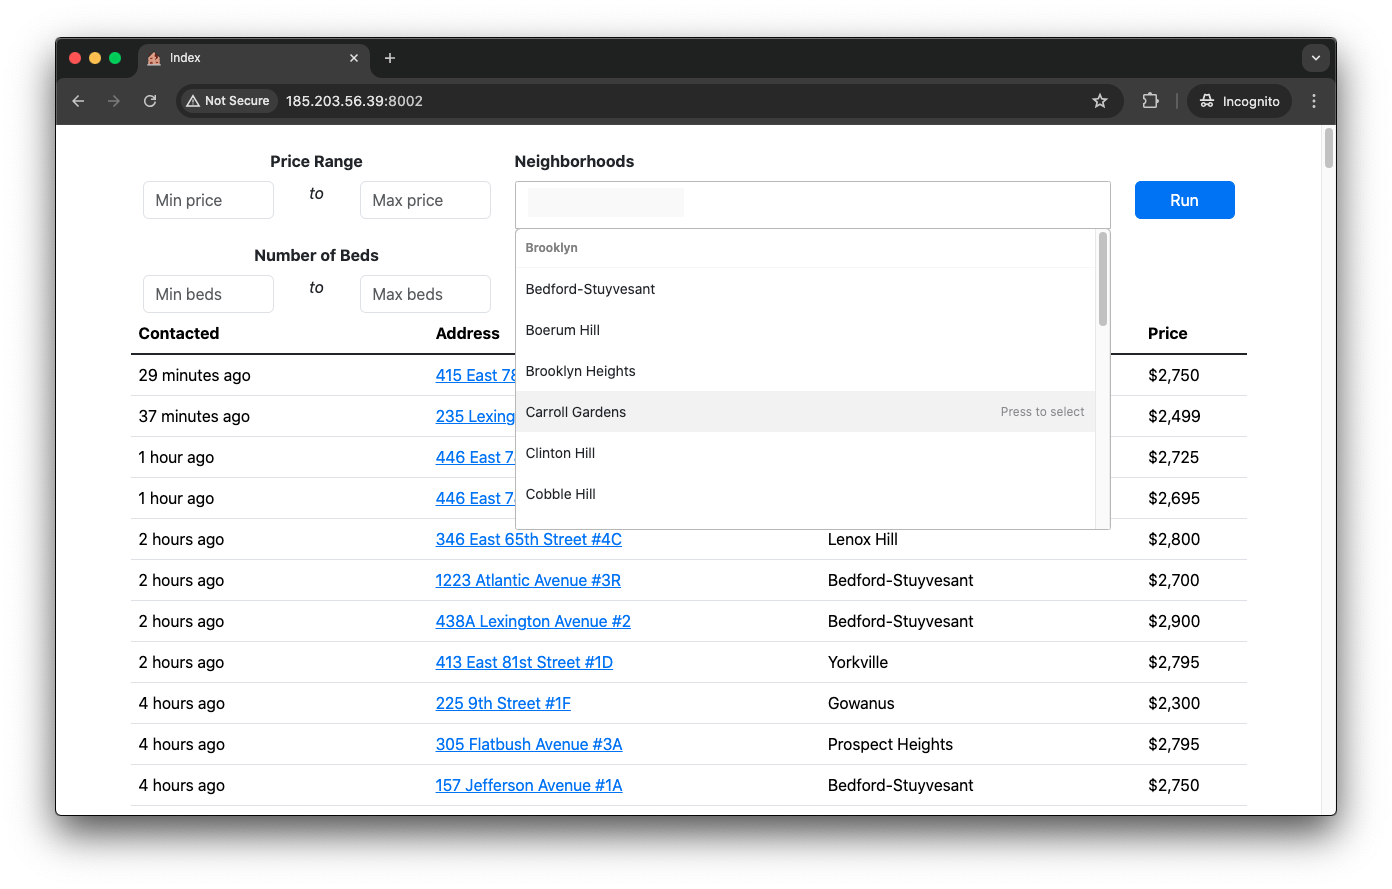 Index
Not Secure 185.203.56.39:8002 Incognito
Price Range Neighborhoods
Min price to Max price Run
Number of Beds Brooklyn
Min beds to Max beds Bedford-Stuyvesant
Boerum Hill
Brooklyn Heights
Carroll Gardens Press to select
Clinton Hill
Cobble Hill
Contacted Address Price
29 minutes ago 415 East 78 $2,750
37 minutes ago 235 Lexing $2,499
1 hour ago 446 East 7 $2,725
1 hour ago 446 East 7 $2,695
2 hours ago 346 East 65th Street #4C Lenox Hill $2,800
2 hours ago 1223 Atlantic Avenue #3R Bedford-Stuyvesant $2,700
2 hours ago 438A Lexington Avenue #2 Bedford-Stuyvesant $2,900
2 hours ago 413 East 81st Street #1D Yorkville $2,795
4 hours ago 225 9th Street #1F Gowanus $2,300
4 hours ago 305 Flatbush Avenue #3A Prospect Heights $2,795
4 hours ago 157 Jefferson Avenue #1A Bedford-Stuyvesant $2,750